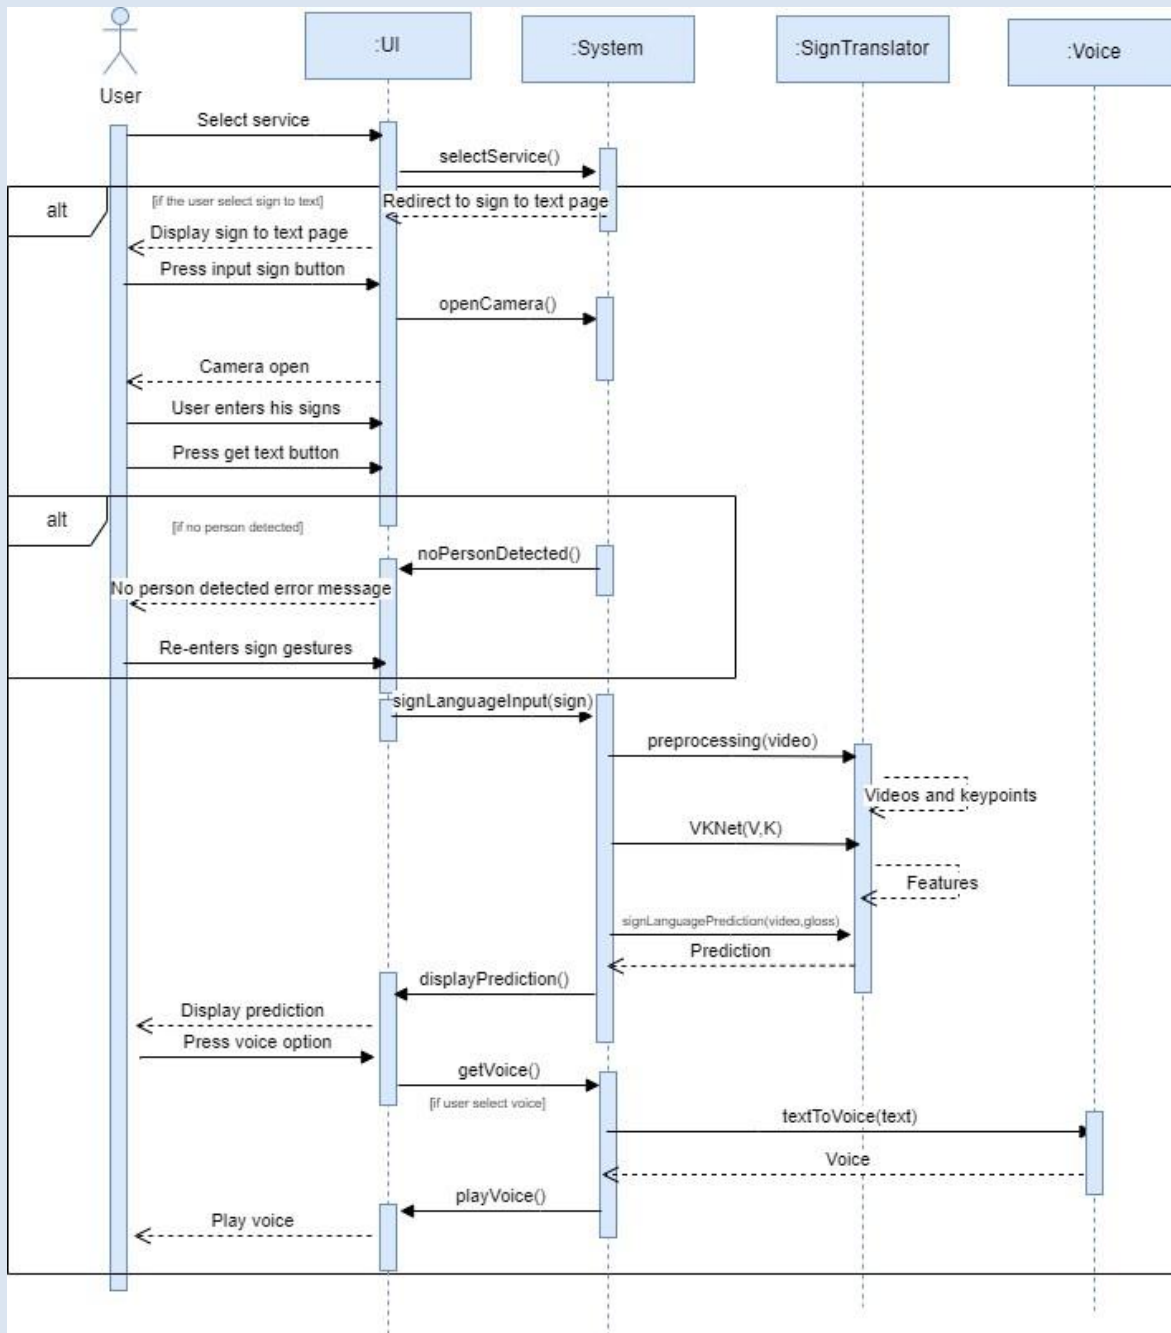 :UI
:System
:SignTranslator
:Voice
User
Select service
selectService()
alt
[if the user select sign to text]
Redirect to sign to text page
Display sign to text page
Press input sign button
openCamera()
Camera open
User enters his signs
Press get text button
alt
[if no person detected]
noPersonDetected()
No person detected error message
Re-enters sign gestures
signLanguageInput(sign)
preprocessing(video)
Videos and keypoints
VKNet(V,K)
Features
signLanguagePrediction(video,gloss)
Prediction
displayPrediction()
Display prediction
Press voice option
getVoice()
[if user select voice]
textToVoice(text)
Voice
playVoice()
Play voice